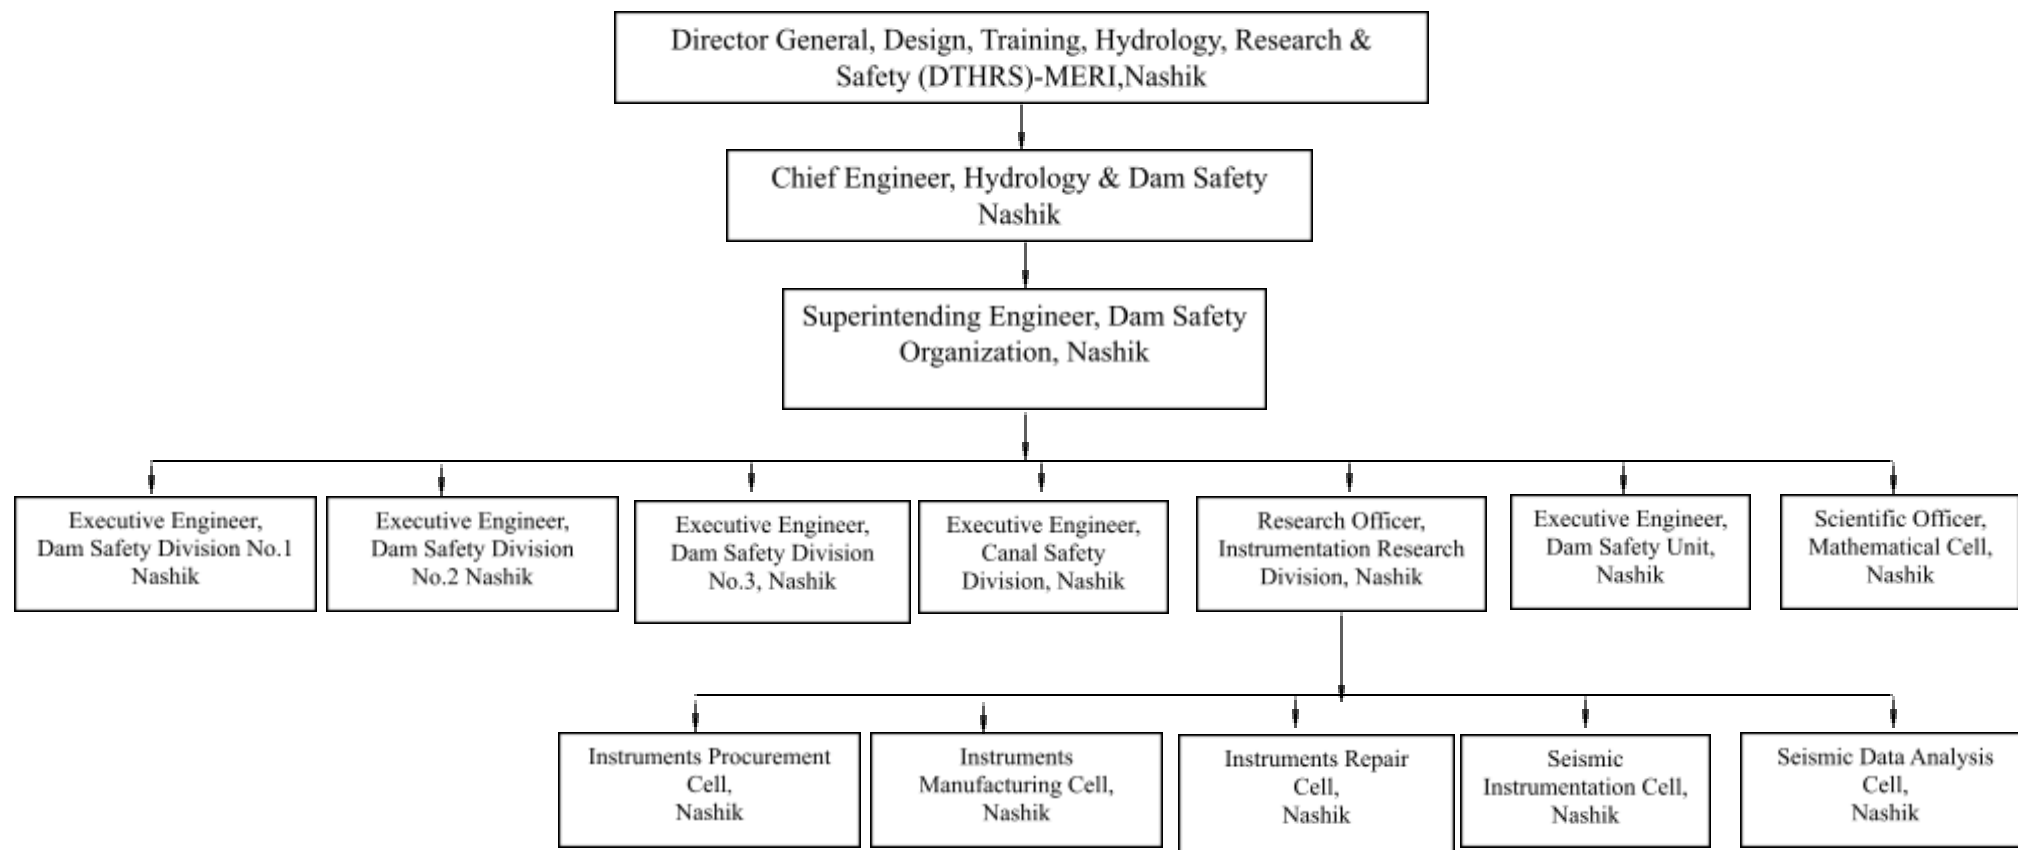 Director General, Design, Training, Hydrology, Research &
Safety (DTHRS)-MERI,Nashik
Chief Engineer, Hydrology & Dam Safety
Nashik
Superintending Engineer, Dam Safety
Organization, Nashik
Executive Engineer,
Dam Safety Division No.1
Nashik
Executive Engineer,
Dam Safety Division
No.2 Nashik
Executive Engineer,
Dam Safety Division
No.3, Nashik
Executive Engineer,
Canal Safety
Division, Nashik
Research Officer,
Instrumentation Research
Division, Nashik
Executive Engineer,
Dam Safety Unit,
Nashik
Scientific Officer,
Mathematical Cell,
Nashik
Instruments Procurement
Cell,
Nashik
Instruments
Manufacturing Cell,
Nashik
Instruments Repair
Cell,
Nashik
Seismic
Instrumentation Cell,
Nashik
Seismic Data Analysis
Cell,
Nashik